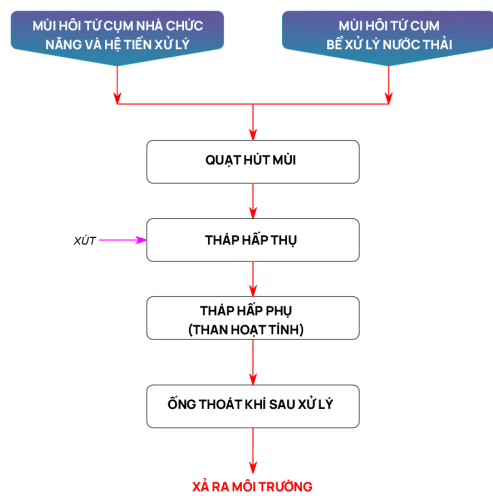 MÙI HÔI TỪ CỤM NHÀ CHỨC
NĂNG VÀ HỆ TIỀN XỬ LÝ
MÙI HÔI TỪ CỤM
BỂ XỬ LÝ NƯỚC THẢI
QUẠT HÚT MÙI
XÚT
THÁP HẤP THỤ
THÁP HẤP PHỤ
(THAN HOẠT TÍNH)
ỐNG THOÁT KHÍ SAU XỬ LÝ
XẢ RA MÔI TRƯỜNG